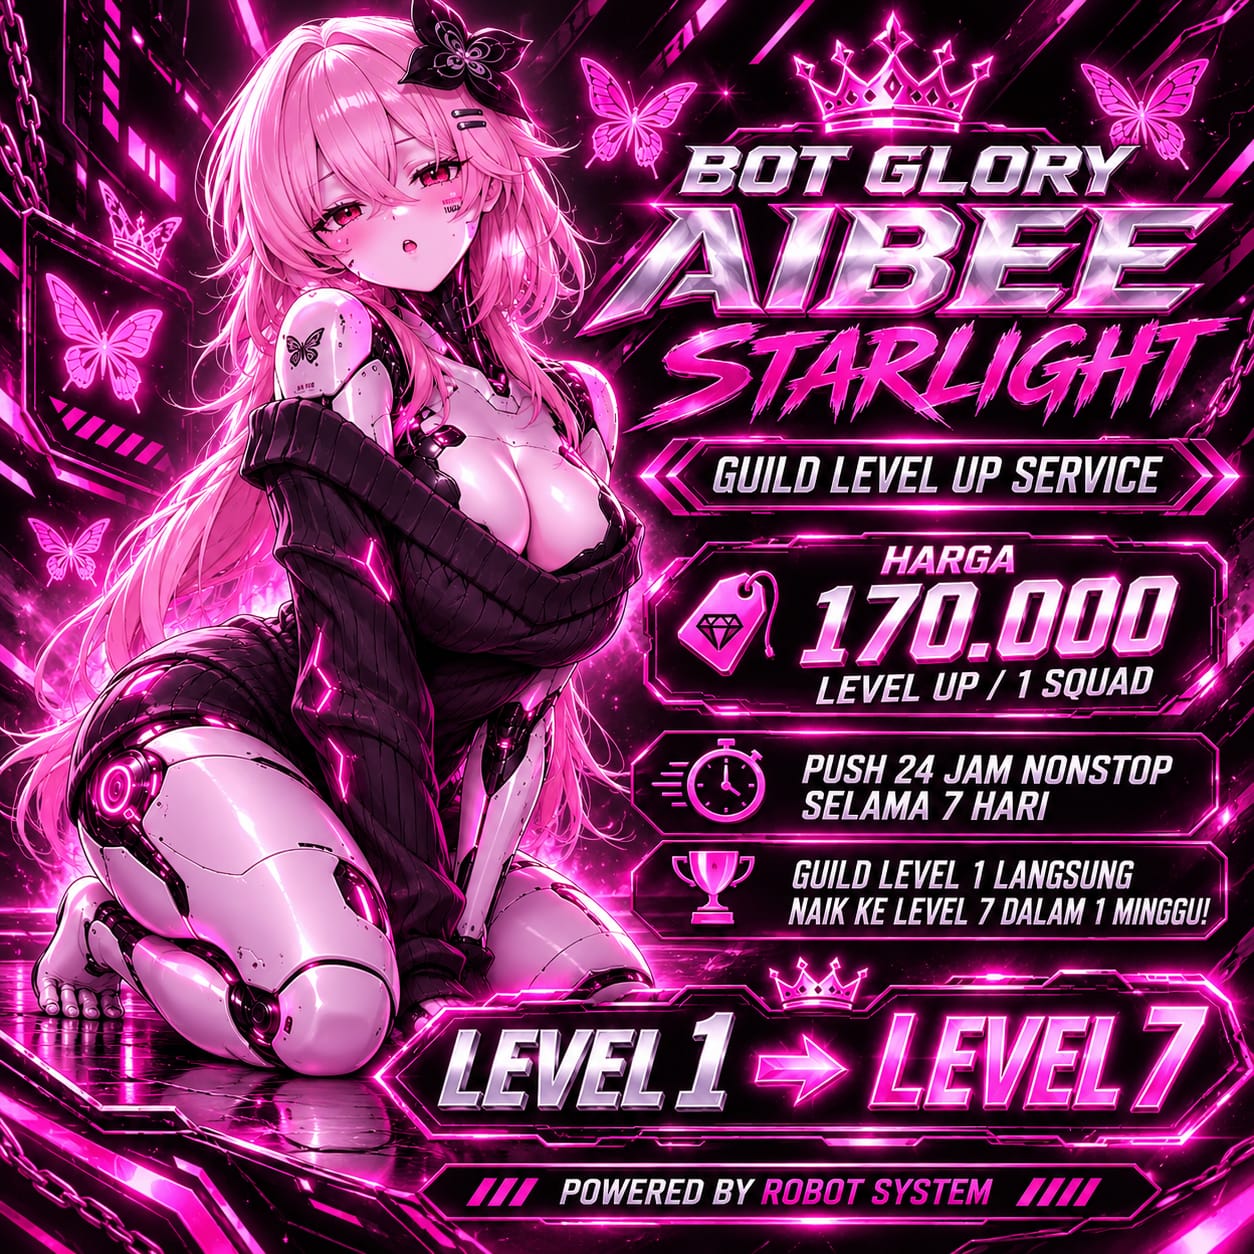 BOT GLORY
AIBEE
STARLIGHT
GUILD LEVEL UP SERVICE
HARGA
170.000
LEVEL UP / 1 SQUAD
PUSH 24 JAM NONSTOP
SELAMA 7 HARI
GUILD LEVEL 1 LANGSUNG
NAIK KE LEVEL 7 DALAM 1 MINGGU!
LEVEL 1
LEVEL 7
POWERED BY ROBOT SYSTEM